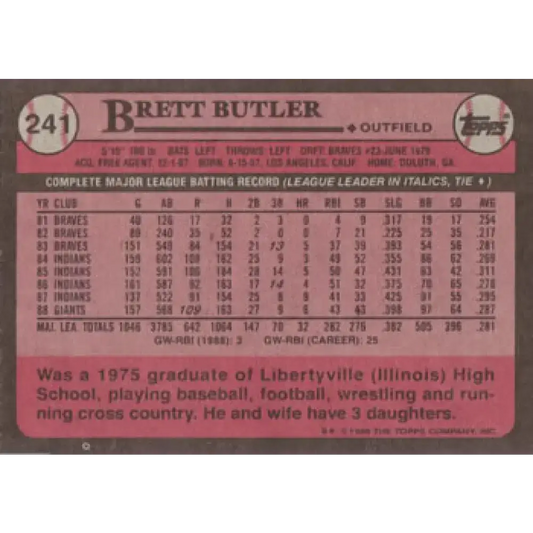 241
BRETT BUTLER
♦ OUTFIELD
TOPPS
5'10" 160 lb BATS: LEFT THROWS: LEFT DRFT: BRAVES #23-JUNE 1979
ACQ: FREE AGENT, 12-1-87 BORN: 6-15-57, LOS ANGELES, CALIF. HOME: DULUTH, GA.
COMPLETE MAJOR LEAGUE BATTING RECORD (LEAGUE LEADER IN ITALICS, TIE ♦)
YR CLUB G AB R H 2B 3B HR RBI SB SLG BB SO AVG
81 BRAVES 40 126 17 32 2 3 0 4 9 .317 19 17 .254
82 BRAVES 89 240 35 52 2 0 0 7 21 .225 25 35 .217
83 BRAVES 151 549 84 154 21 13 5 37 39 .393 54 56 .281
84 INDIANS 159 602 108 162 25 9 3 49 52 .355 86 62 .269
85 INDIANS 152 591 106 184 28 14 5 50 47 .431 63 42 .311
86 INDIANS 161 587 92 163 17 14 4 51 32 .375 70 65 .278
87 INDIANS 137 522 91 154 25 8 9 41 33 .425 91 55 .295
88 GIANTS 157 568 109 163 27 9 6 43 43 .398 97 64 .287
MAJ. LEA. TOTALS 1046 3785 642 1064 147 70 32 282 276 .382 505 396 .281
GW-RBI (1988): 3 GW-RBI (CAREER): 25
Was a 1975 graduate of Libertyville (Illinois) High
School, playing baseball, football, wrestling and run-
ning cross country. He and wife have 3 daughters.
© 1989 THE TOPPS COMPANY, INC.